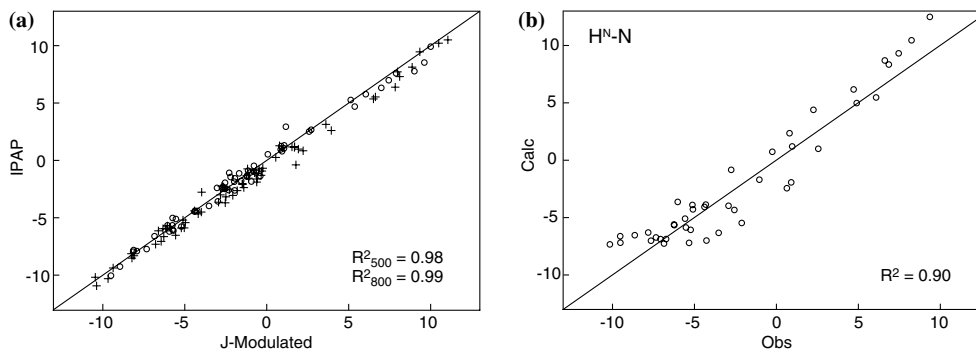 (a)
IPAP
10
5
0
-5
-10
R²₅₀₀ = 0.98
R²₈₀₀ = 0.99
-10 -5 0 5 10
J-Modulated
(b)
Hᴺ-N
Calc
10
5
0
-5
-10
R² = 0.90
-10 -5 0 5 10
Obs